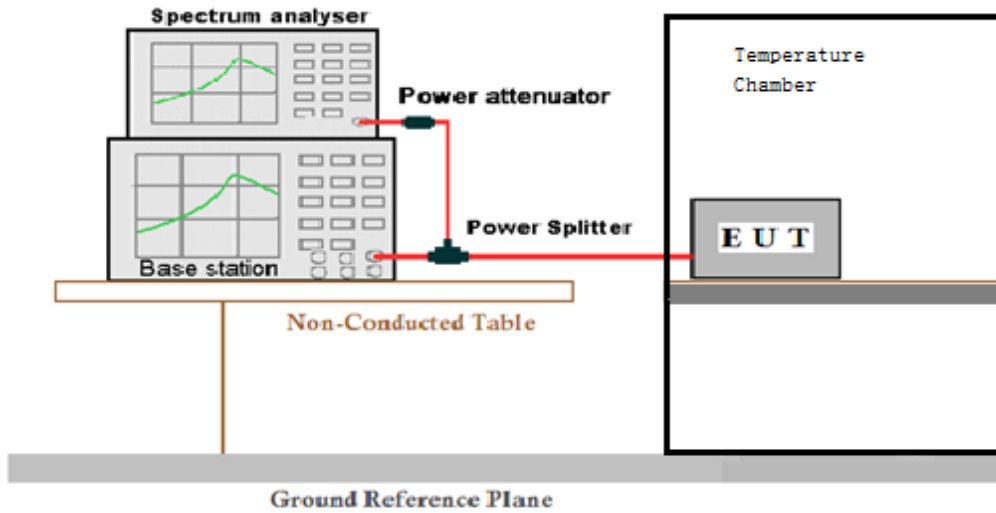 Spectrum analyser
Temperature
Chamber
Power attenuator
Power Splitter
E U T
Base station
Non-Conducted Table
Ground Reference Plane